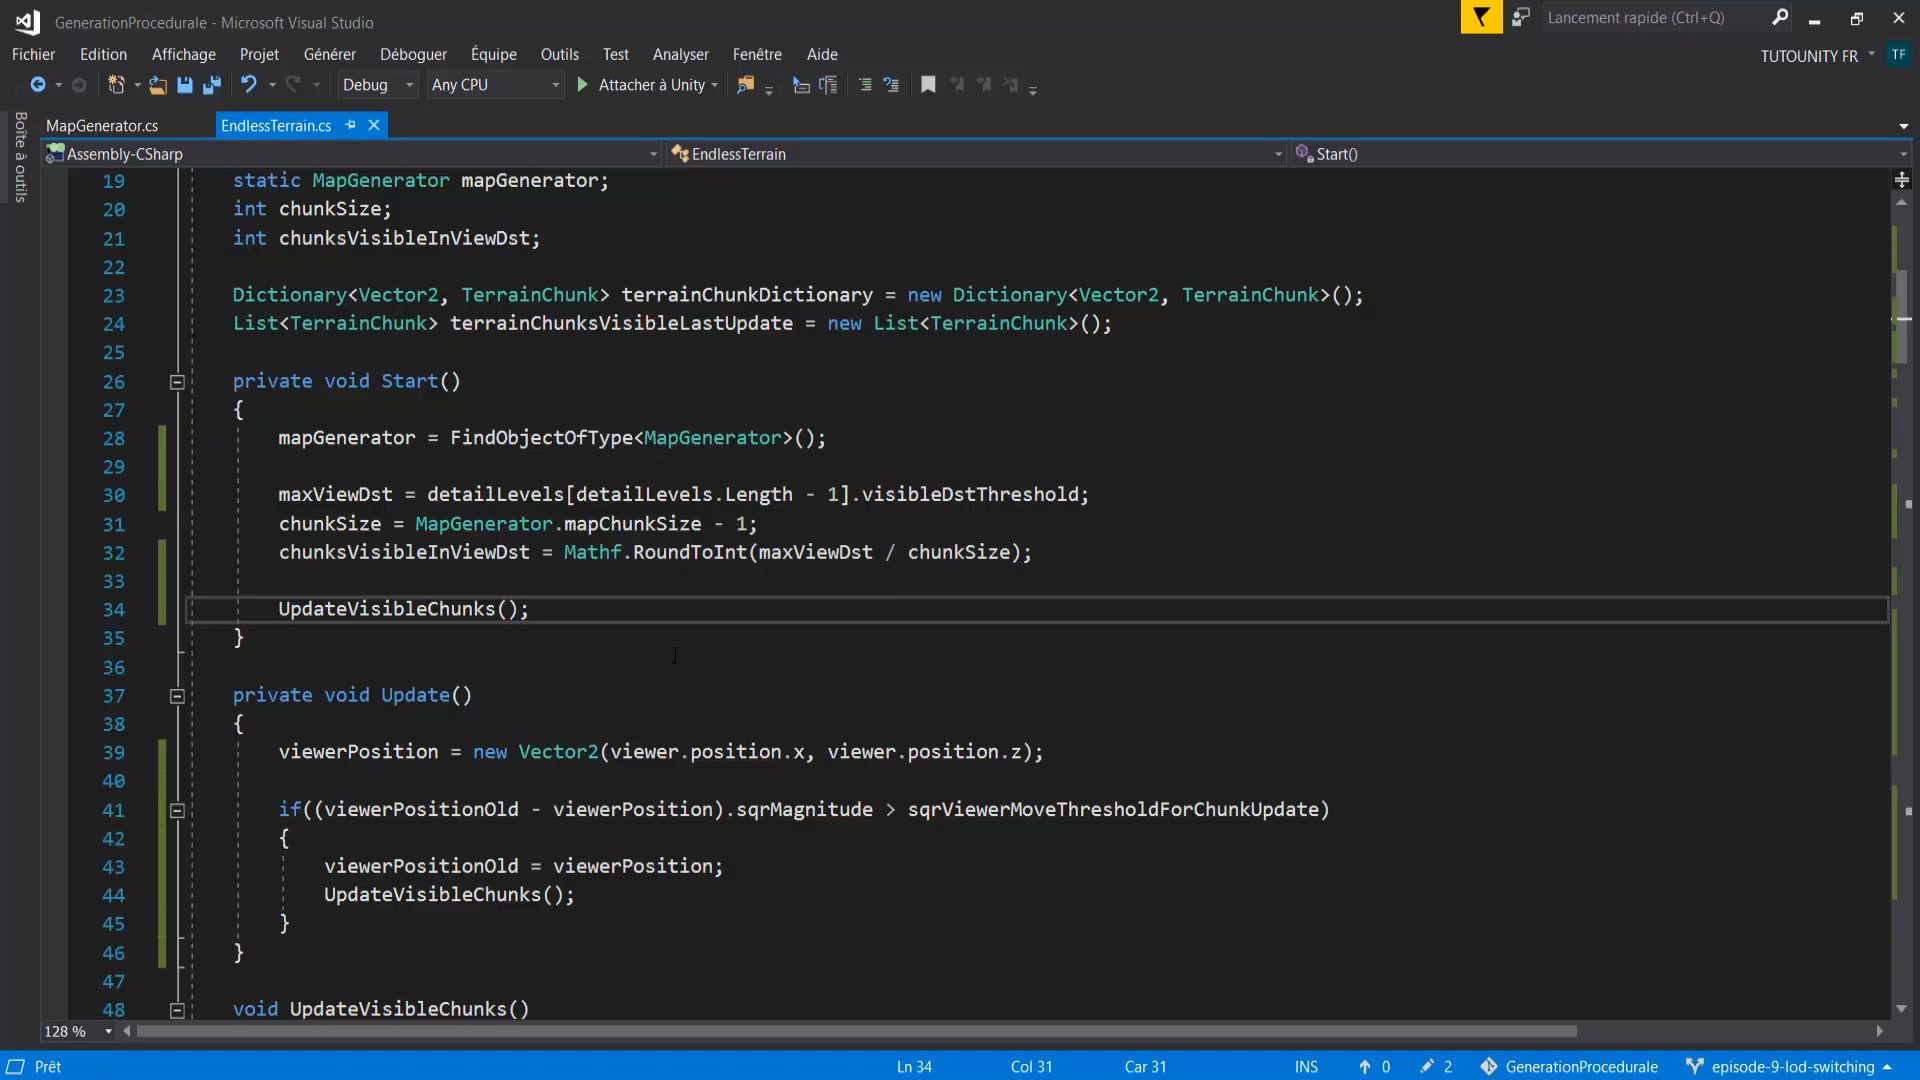 GenerationProcedurale - Microsoft Visual Studio
Lancement rapide (Ctrl+Q)
Fichier Edition Affichage Projet Générer Déboguer Équipe Outils Test Analyser Fenêtre Aide
TUTOUNITY FR TF
Debug Any CPU Attacher à Unity
Boîte à outils
MapGenerator.cs EndlessTerrain.cs
Assembly-CSharp EndlessTerrain Start()
19 static MapGenerator mapGenerator;
20 int chunkSize;
21 int chunksVisibleInViewDst;
22
23 Dictionary<Vector2, TerrainChunk> terrainChunkDictionary = new Dictionary<Vector2, TerrainChunk>();
24 List<TerrainChunk> terrainChunksVisibleLastUpdate = new List<TerrainChunk>();
25
26 private void Start()
27 {
28 mapGenerator = FindObjectOfType<MapGenerator>();
29
30 maxViewDst = detailLevels[detailLevels.Length - 1].visibleDstThreshold;
31 chunkSize = MapGenerator.mapChunkSize - 1;
32 chunksVisibleInViewDst = Mathf.RoundToInt(maxViewDst / chunkSize);
33
34 UpdateVisibleChunks();
35 }
36
37 private void Update()
38 {
39 viewerPosition = new Vector2(viewer.position.x, viewer.position.z);
40
41 if((viewerPositionOld - viewerPosition).sqrMagnitude > sqrViewerMoveThresholdForChunkUpdate)
42 {
43 viewerPositionOld = viewerPosition;
44 UpdateVisibleChunks();
45 }
46 }
47
48 void UpdateVisibleChunks()
128 %
Prêt Ln 34 Col 31 Car 31 INS 0 2 GenerationProcedurale episode-9-lod-switching